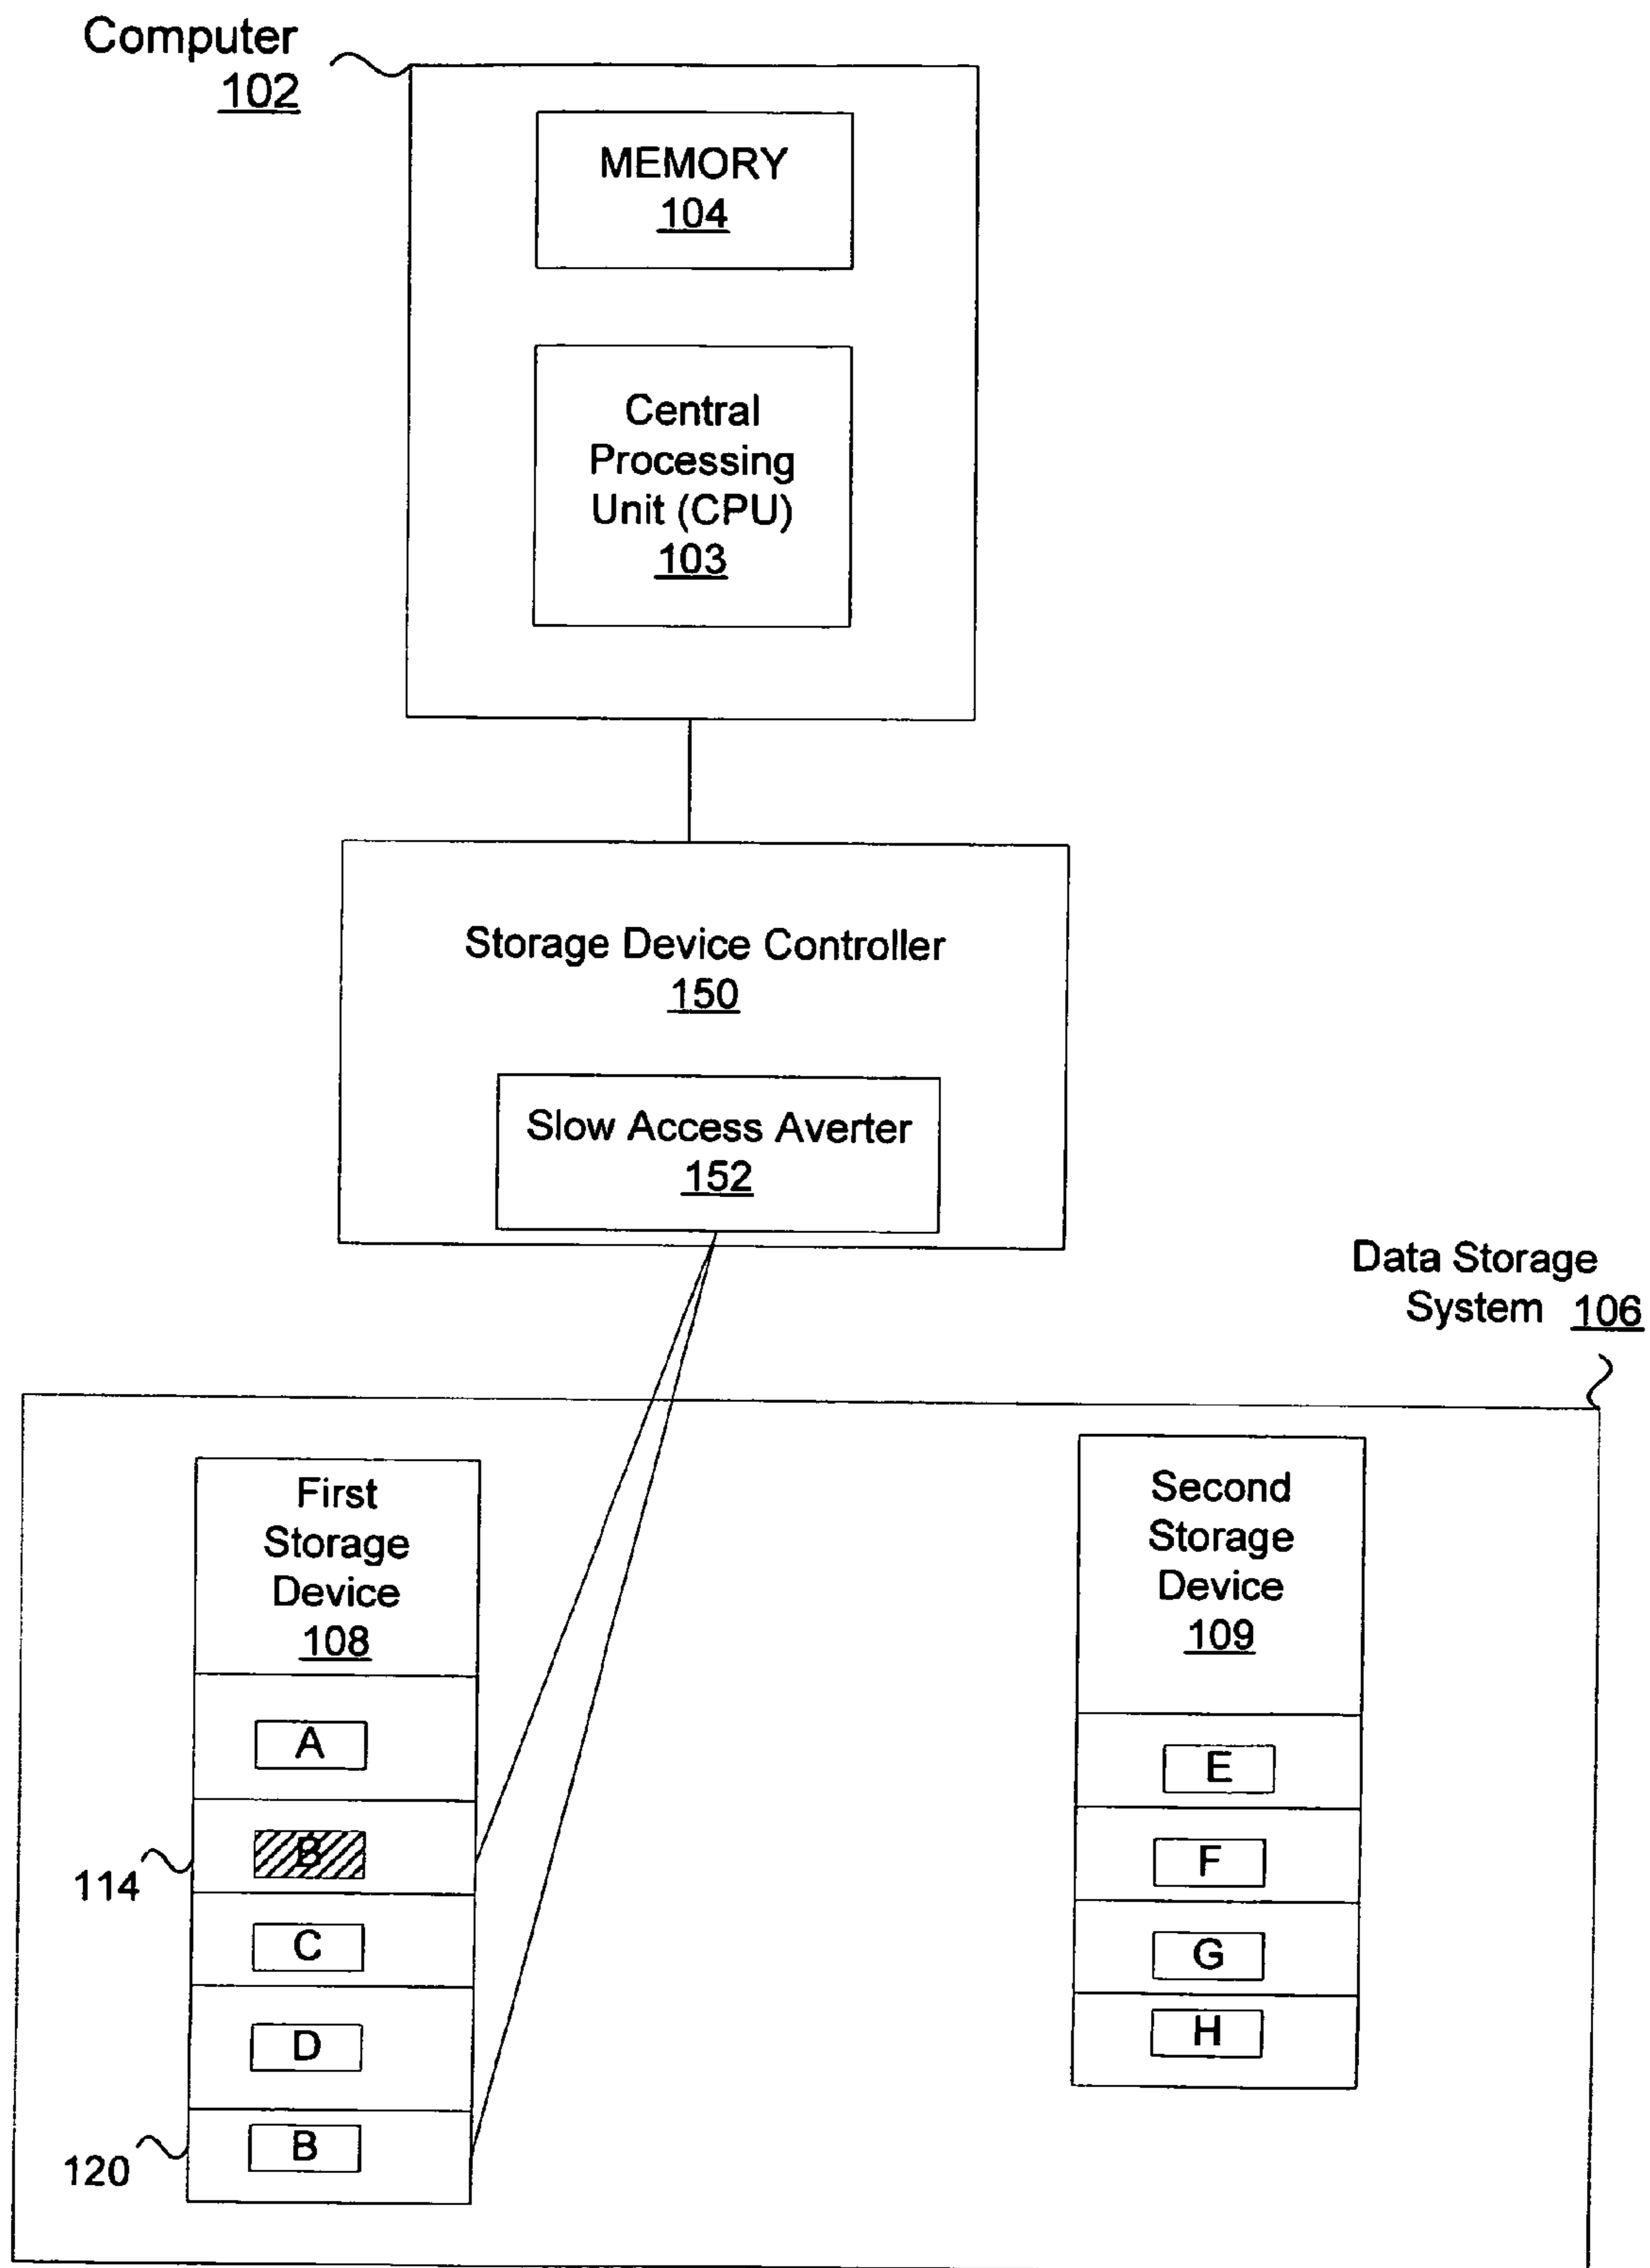 Computer
102
MEMORY
104
Central
Processing
Unit (CPU)
103
Storage Device Controller
150
Slow Access Averter
152
Data Storage
System 106
First
Storage
Device
108
A
B
C
D
B
114
120
Second
Storage
Device
109
E
F
G
H